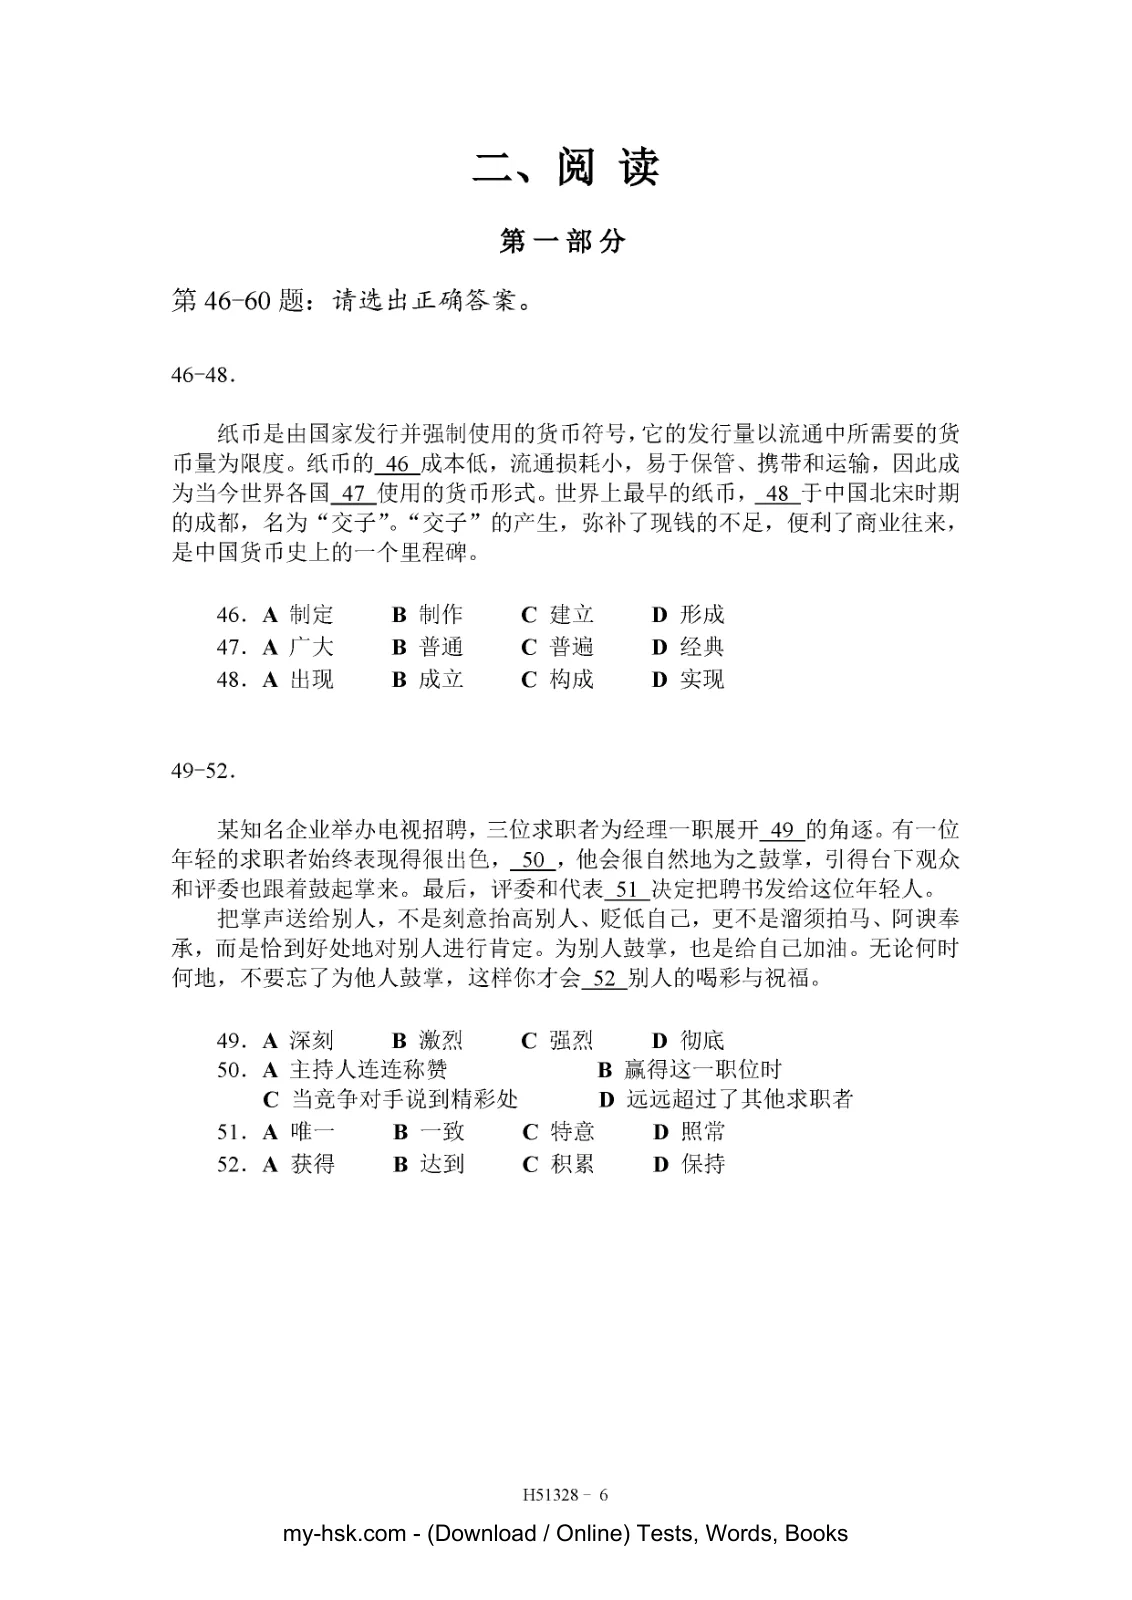 二、阅 读
第一部分
第 46-60 题：请选出正确答案。
46-48.
纸币是由国家发行并强制使用的货币符号，它的发行量以流通中所需要的货
币量为限度。纸币的 46 成本低，流通损耗小，易于保管、携带和运输，因此成
为当今世界各国 47 使用的货币形式。世界上最早的纸币， 48 于中国北宋时期
的成都，名为“交子”。“交子”的产生，弥补了现钱的不足，便利了商业往来，
是中国货币史上的一个里程碑。
46. A 制定 B 制作 C 建立 D 形成
47. A 广大 B 普通 C 普遍 D 经典
48. A 出现 B 成立 C 构成 D 实现
49-52.
某知名企业举办电视招聘，三位求职者为经理一职展开 49 的角逐。有一位
年轻的求职者始终表现得很出色， 50 ，他会很自然地为之鼓掌，引得台下观众
和评委也跟着鼓起掌来。最后，评委和代表 51 决定把聘书发给这位年轻人。
把掌声送给别人，不是刻意抬高别人、贬低自己，更不是溜须拍马、阿谀奉
承，而是恰到好处地对别人进行肯定。为别人鼓掌，也是给自己加油。无论何时
何地，不要忘了为他人鼓掌，这样你才会 52 别人的喝彩与祝福。
49. A 深刻 B 激烈 C 强烈 D 彻底
50. A 主持人连连称赞 B 赢得这一职位时
C 当竞争对手说到精彩处 D 远远超过了其他求职者
51. A 唯一 B 一致 C 特意 D 照常
52. A 获得 B 达到 C 积累 D 保持
H51328 - 6
my-hsk.com - (Download / Online) Tests, Words, Books